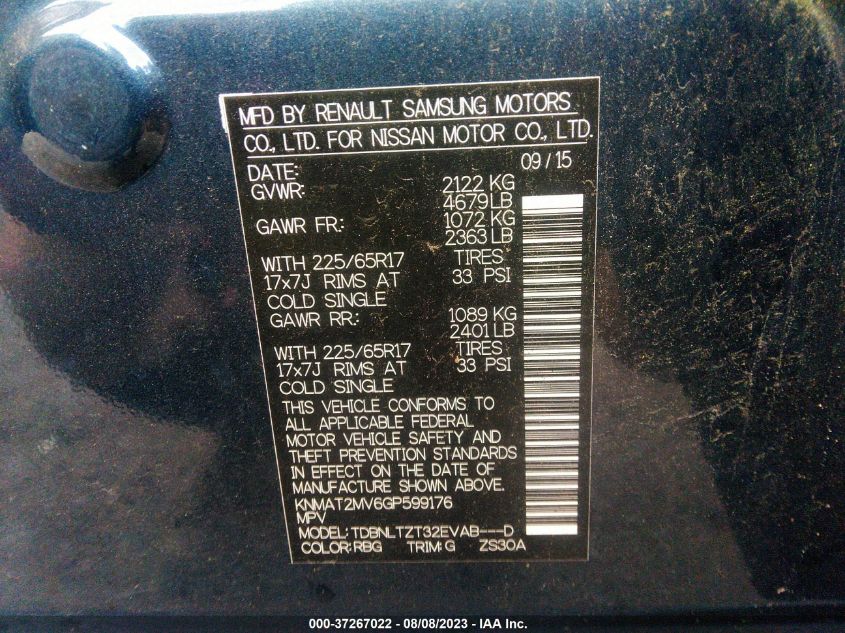 MFD BY RENAULT SAMSUNG MOTORS
CO., LTD. FOR NISSAN MOTOR CO., LTD.
DATE: 09/15
GVWR: 2122 KG
4679 LB
GAWR FR: 1072 KG
2363 LB
WITH 225/65R17 TIRES
17x7J RIMS AT 33 PSI
COLD SINGLE
GAWR RR: 1089 KG
2401 LB
WITH 225/65R17 TIRES
17x7J RIMS AT 33 PSI
COLD SINGLE
THIS VEHICLE CONFORMS TO
ALL APPLICABLE FEDERAL
MOTOR VEHICLE SAFETY AND
THEFT PREVENTION STANDARDS
IN EFFECT ON THE DATE OF
MANUFACTURE SHOWN ABOVE.
KNMAT2MV6GP599176
MPV
MODEL: TDBNLTZT32EVAB---D
COLOR:RBG TRIM:G ZS30A
000-37267022 - 08/08/2023 - IAA Inc.